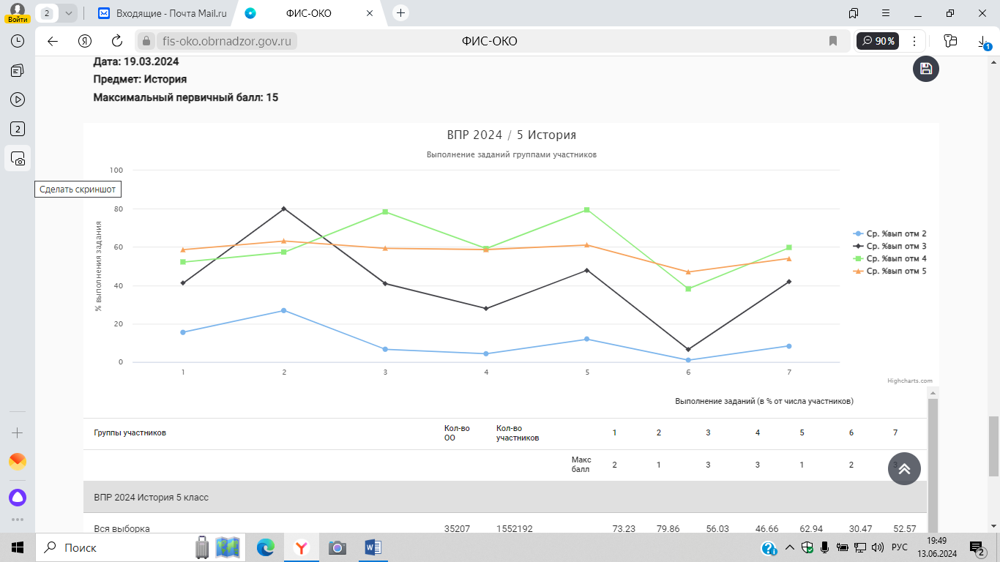 Войти
2
Входящие - Почта Mail.ru
ФИС-ОКО
fis-oko.obrnadzor.gov.ru
ФИС-ОКО
90%
1
2
Сделать скриншот
Дата: 19.03.2024
Предмет: История
Максимальный первичный балл: 15
ВПР 2024 / 5 История
Выполнение заданий группами участников
% выполнения задания
100
80
60
40
20
0
1 2 3 4 5 6 7
Ср. %вып отм 2
Ср. %вып отм 3
Ср. %вып отм 4
Ср. %вып отм 5
Highcharts.com
Выполнение заданий (в % от числа участников)
Группы участников Кол-во ОО Кол-во участников 1 2 3 4 5 6 7
Макс балл 2 1 3 3 1 2 3
ВПР 2024 История 5 класс
Вся выборка 35207 1552192 73.23 79.86 56.03 46.66 62.94 30.47 52.57
Поиск
РУС
19:49
13.06.2024
2